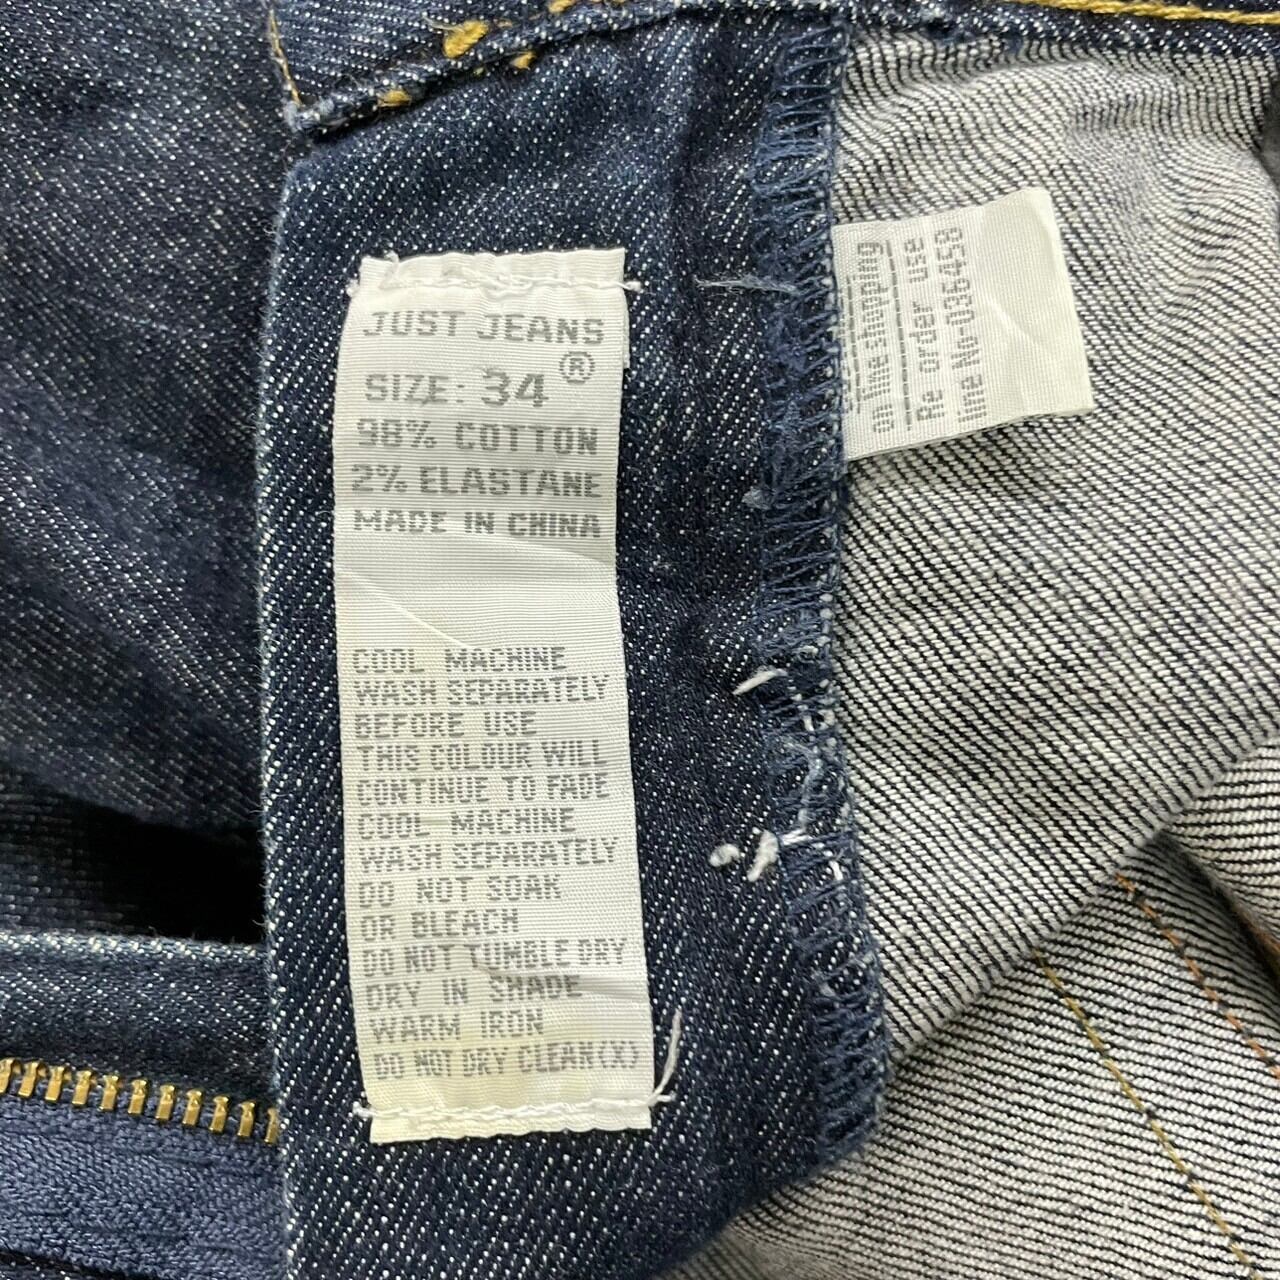 JUST JEANS
®
SIZE: 34
98% COTTON
2% ELASTANE
MADE IN CHINA
COOL MACHINE
WASH SEPARATELY
BEFORE USE
THIS COLOUR WILL
CONTINUE TO FADE
COOL MACHINE
WASH SEPARATELY
DO NOT SOAK
OR BLEACH
DO NOT TUMBLE DRY
DRY IN SHADE
WARM IRON
DO NOT DRY CLEAN(X)
on line shopping
Re order use
line No 036458